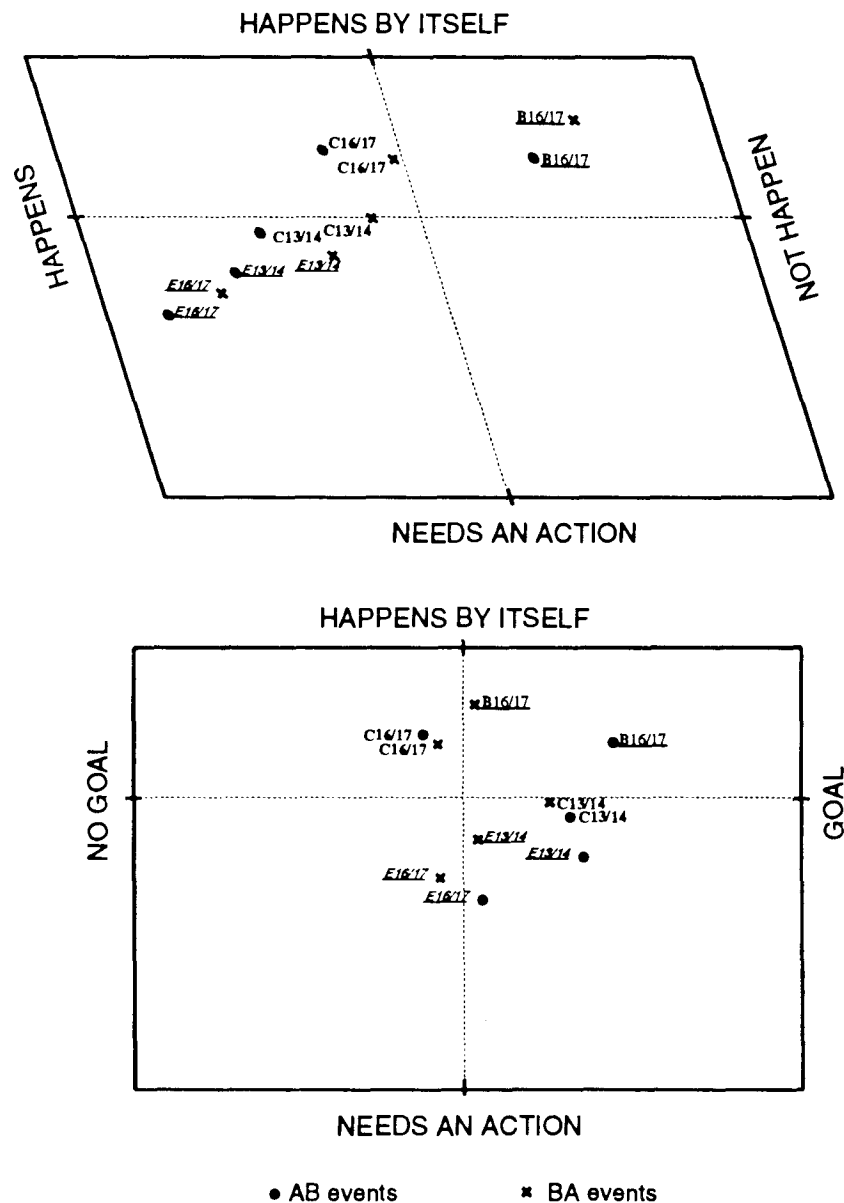 HAPPENS BY ITSELF
B16/17
C16/17
C16/17
B16/17
HAPPENS
NOT HAPPEN
C13/14
C13/14
E13/14
E13/14
E16/17
E16/17
NEEDS AN ACTION
HAPPENS BY ITSELF
B16/17
C16/17
B16/17
C16/17
NO GOAL
GOAL
C13/14
C13/14
E13/14
E13/14
E16/17
E16/17
NEEDS AN ACTION
AB events
BA events